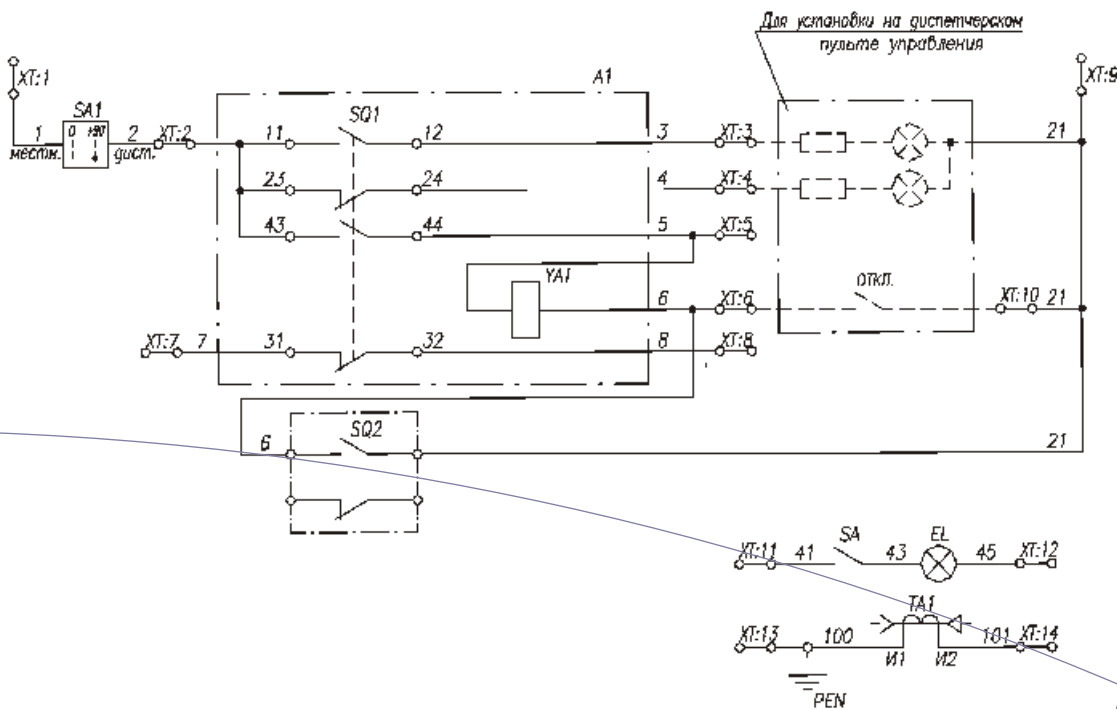 Для установки на диспетчерском
пульте управления
XT:1
XT:9
SA1
A1
SQ1
1
0 +90
2
XT:2
11
12
3
XT:3
21
местн.
дист.
23
24
4
XT:4
43
44
5
XT:5
YA1
6
XT:6
ОТКЛ.
XT:10
21
XT:7
7
31
32
8
XT:8
SQ2
6
21
XT:11
41
SA
43
EL
45
XT:12
TA1
XT:13
100
И1
И2
101
XT:14
PEN